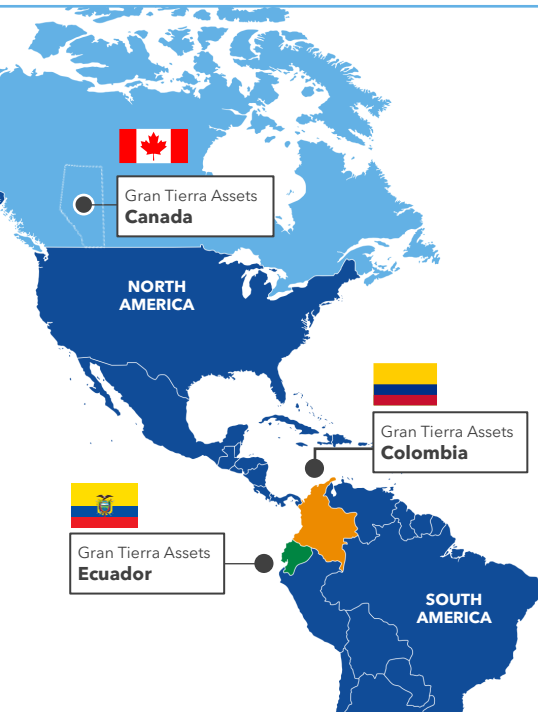 Gran Tierra Assets
Canada
NORTH
AMERICA
Gran Tierra Assets
Colombia
Gran Tierra Assets
Ecuador
SOUTH
AMERICA